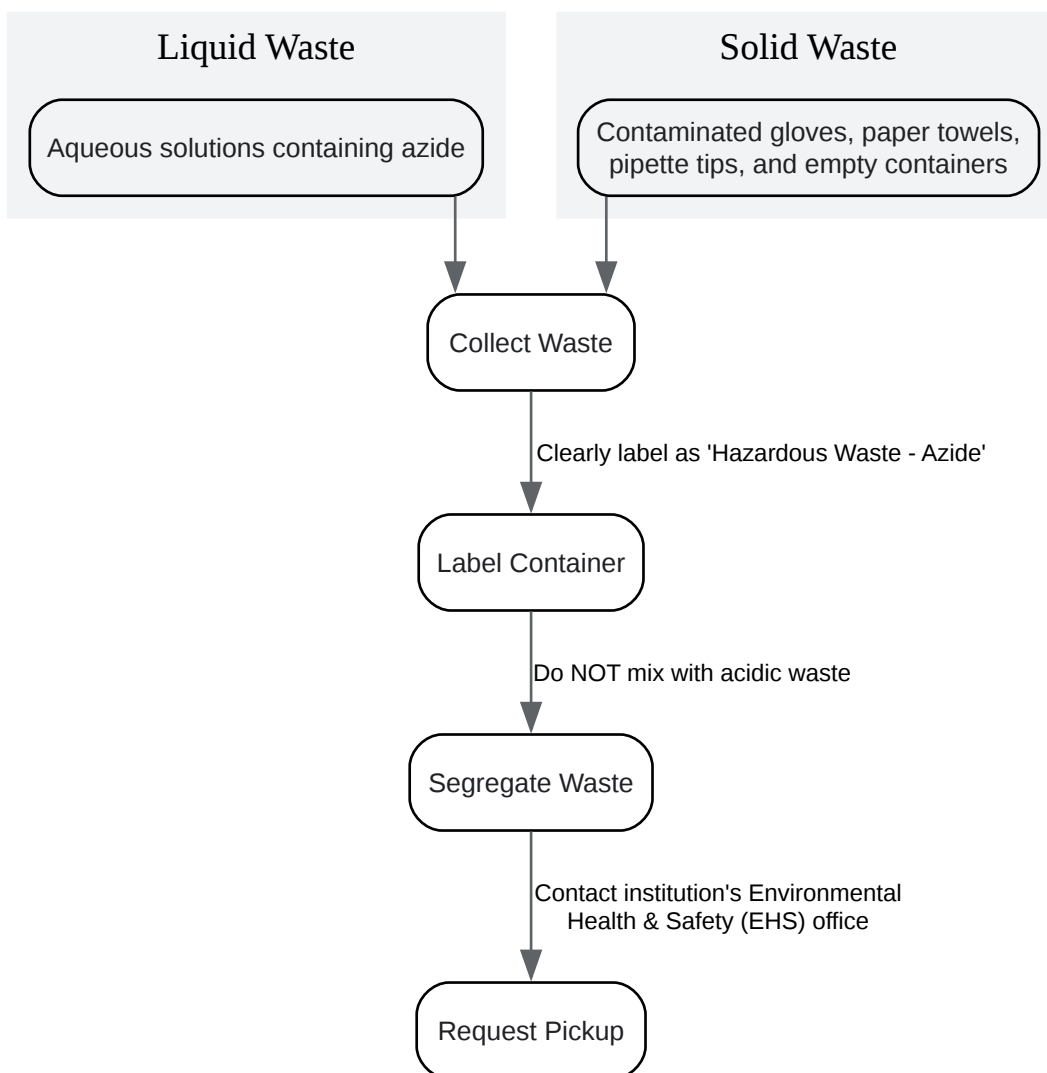 Liquid Waste
Aqueous solutions containing azide
Solid Waste
Contaminated gloves, paper towels,
pipette tips, and empty containers
Collect Waste
Clearly label as 'Hazardous Waste - Azide'
Label Container
Do NOT mix with acidic waste
Segregate Waste
Contact institution's Environmental
Health & Safety (EHS) office
Request Pickup